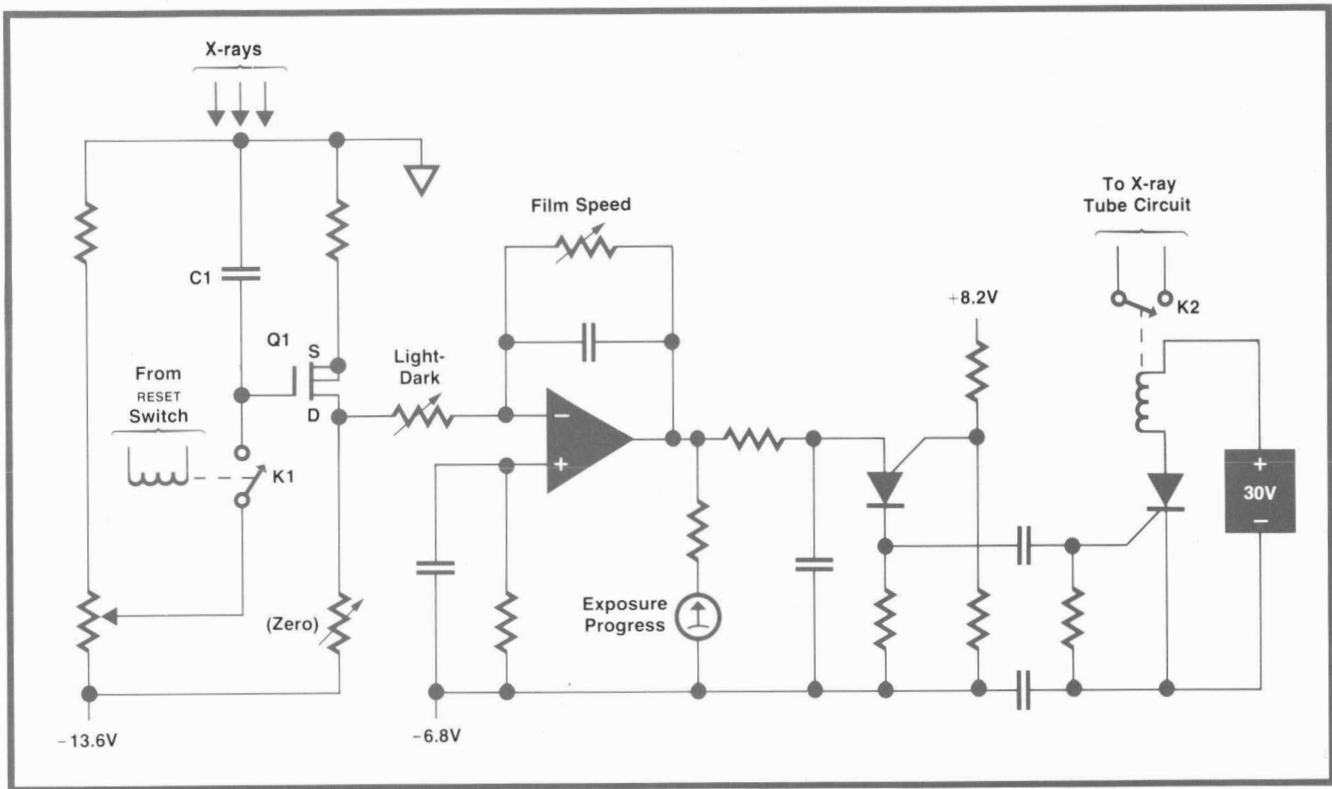 X-rays
Film Speed
To X-ray
Tube Circuit
C1
+8.2V
K2
Q1
S
Light-
Dark
From
RESET
Switch
D
−
+
K1
+
30V
−
(Zero)
Exposure
Progress
−13.6V
−6.8V